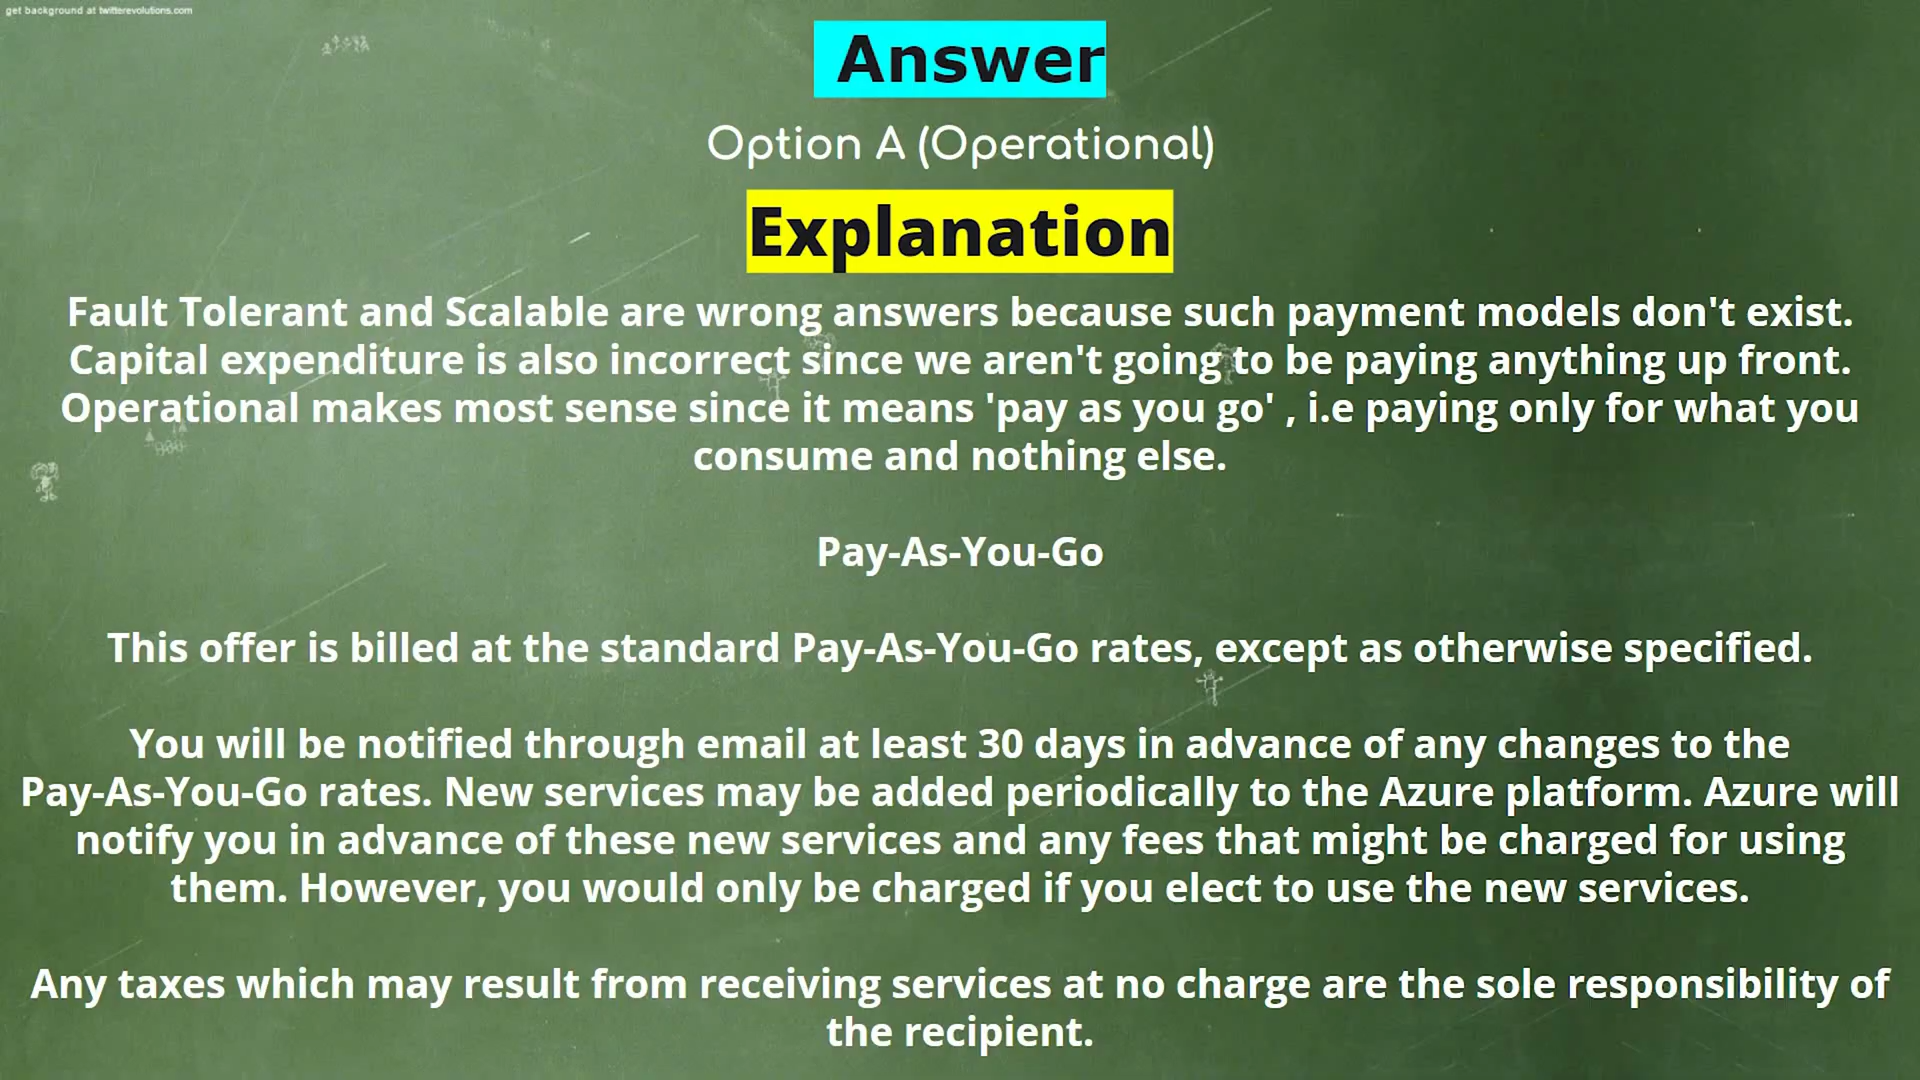 get background at twitterevolutions.com
Answer
Option A (Operational)
Explanation
Fault Tolerant and Scalable are wrong answers because such payment models don't exist.
Capital expenditure is also incorrect since we aren't going to be paying anything up front.
Operational makes most sense since it means 'pay as you go' , i.e paying only for what you
consume and nothing else.
Pay-As-You-Go
This offer is billed at the standard Pay-As-You-Go rates, except as otherwise specified.
You will be notified through email at least 30 days in advance of any changes to the
Pay-As-You-Go rates. New services may be added periodically to the Azure platform. Azure will
notify you in advance of these new services and any fees that might be charged for using
them. However, you would only be charged if you elect to use the new services.
Any taxes which may result from receiving services at no charge are the sole responsibility of
the recipient.